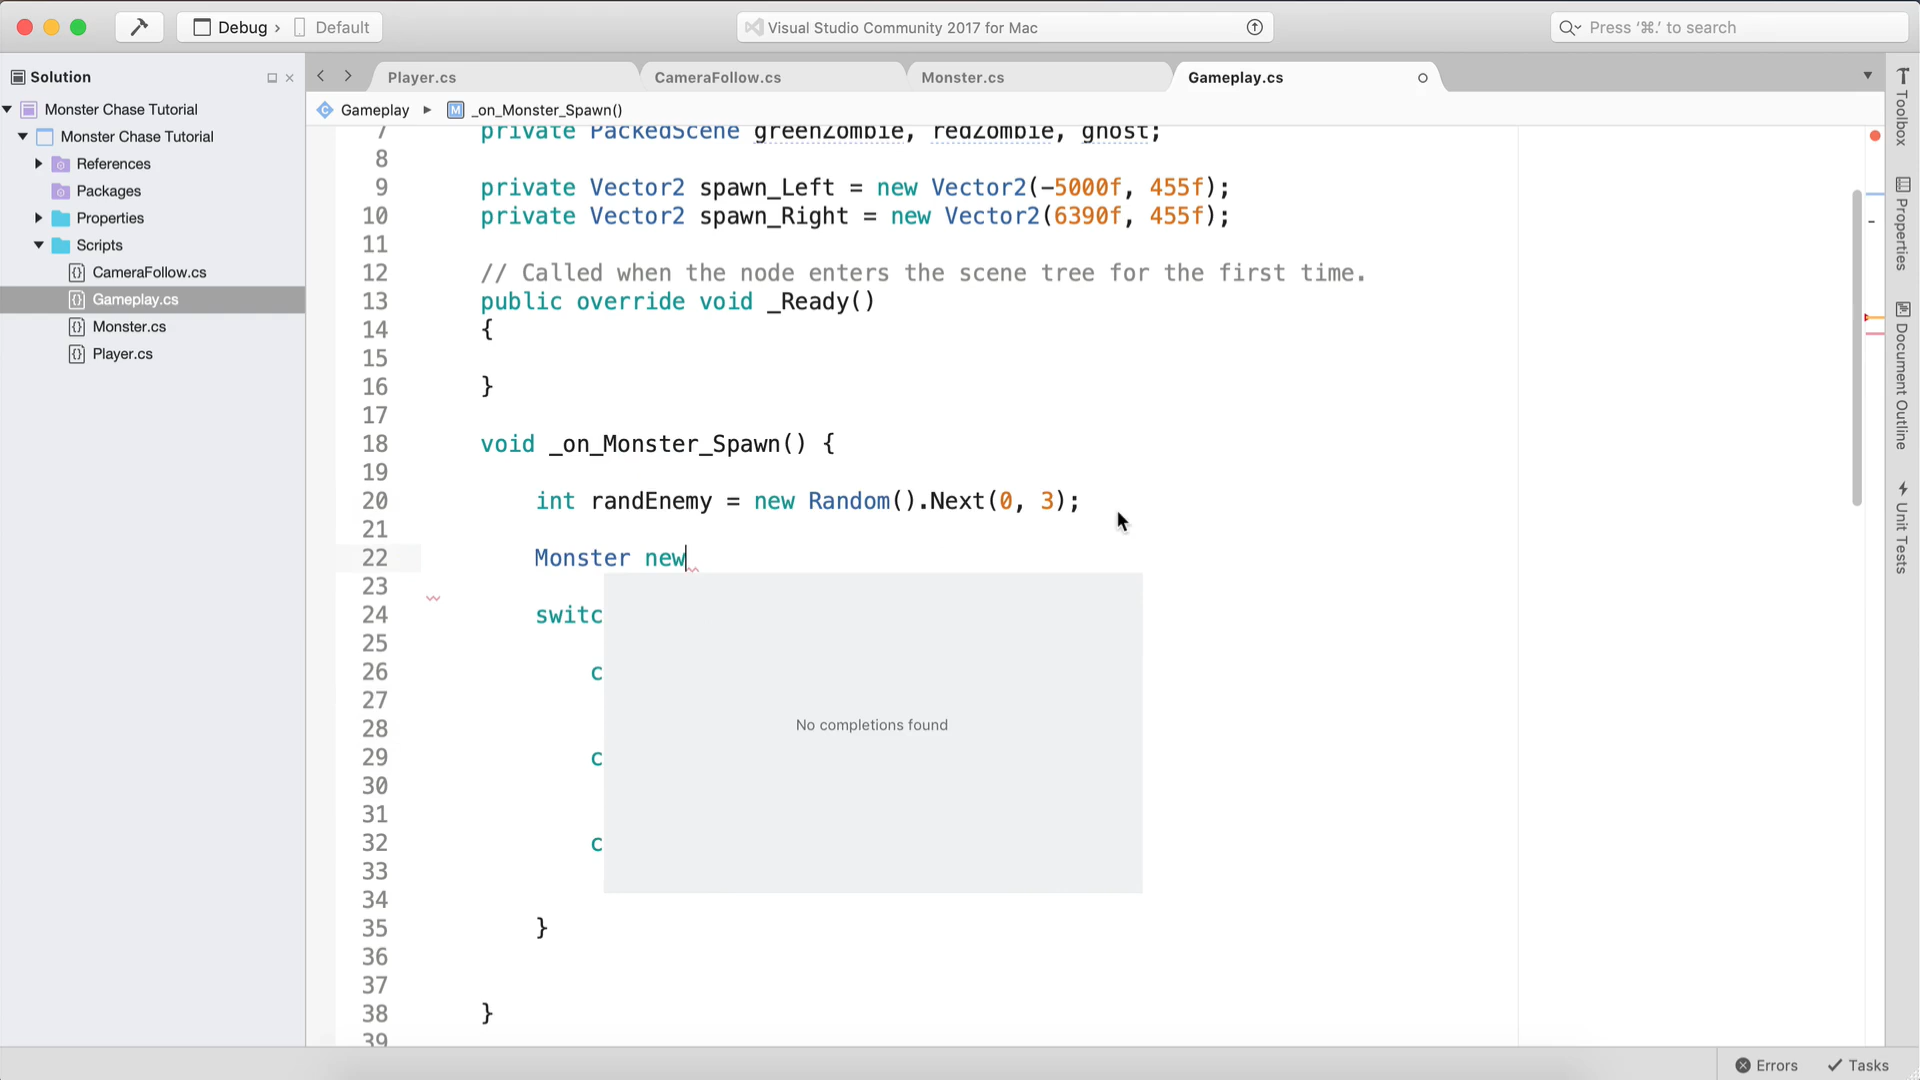 Debug › Default
Visual Studio Community 2017 for Mac
Press '⌘.' to search
Solution
Monster Chase Tutorial
Monster Chase Tutorial
References
Packages
Properties
Scripts
CameraFollow.cs
Gameplay.cs
Monster.cs
Player.cs
Player.cs
CameraFollow.cs
Monster.cs
Gameplay.cs
Gameplay ▸ M _on_Monster_Spawn()
7 private PackedScene greenZombie, redZombie, ghost;
8
9 private Vector2 spawn_Left = new Vector2(-5000f, 455f);
10 private Vector2 spawn_Right = new Vector2(6390f, 455f);
11
12 // Called when the node enters the scene tree for the first time.
13 public override void _Ready()
14 {
15
16 }
17
18 void _on_Monster_Spawn() {
19
20 int randEnemy = new Random().Next(0, 3);
21
22 Monster new
23
24 switc
25
26 c
27
28
29 c
30
31
32 c
33
34
35 }
36
37
38 }
39
No completions found
Toolbox
Properties
Document Outline
Unit Tests
Errors
Tasks